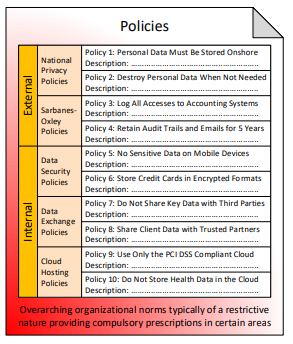 Policies
External
National
Privacy
Policies
Policy 1: Personal Data Must Be Stored Onshore
Description: ................................................
Policy 2: Destroy Personal Data When Not Needed
Description: ................................................
Sarbanes-
Oxley
Policies
Policy 3: Log All Accesses to Accounting Systems
Description: ................................................
Policy 4: Retain Audit Trails and Emails for 5 Years
Description: ................................................
Internal
Data
Security
Policies
Policy 5: No Sensitive Data on Mobile Devices
Description: ................................................
Policy 6: Store Credit Cards in Encrypted Formats
Description: ................................................
Data
Exchange
Policies
Policy 7: Do Not Share Key Data with Third Parties
Description: ................................................
Policy 8: Share Client Data with Trusted Partners
Description: ................................................
Cloud
Hosting
Policies
Policy 9: Use Only the PCI DSS Compliant Cloud
Description: ................................................
Policy 10: Do Not Store Health Data in the Cloud
Description: ................................................
Overarching organizational norms typically of a restrictive
nature providing compulsory prescriptions in certain areas